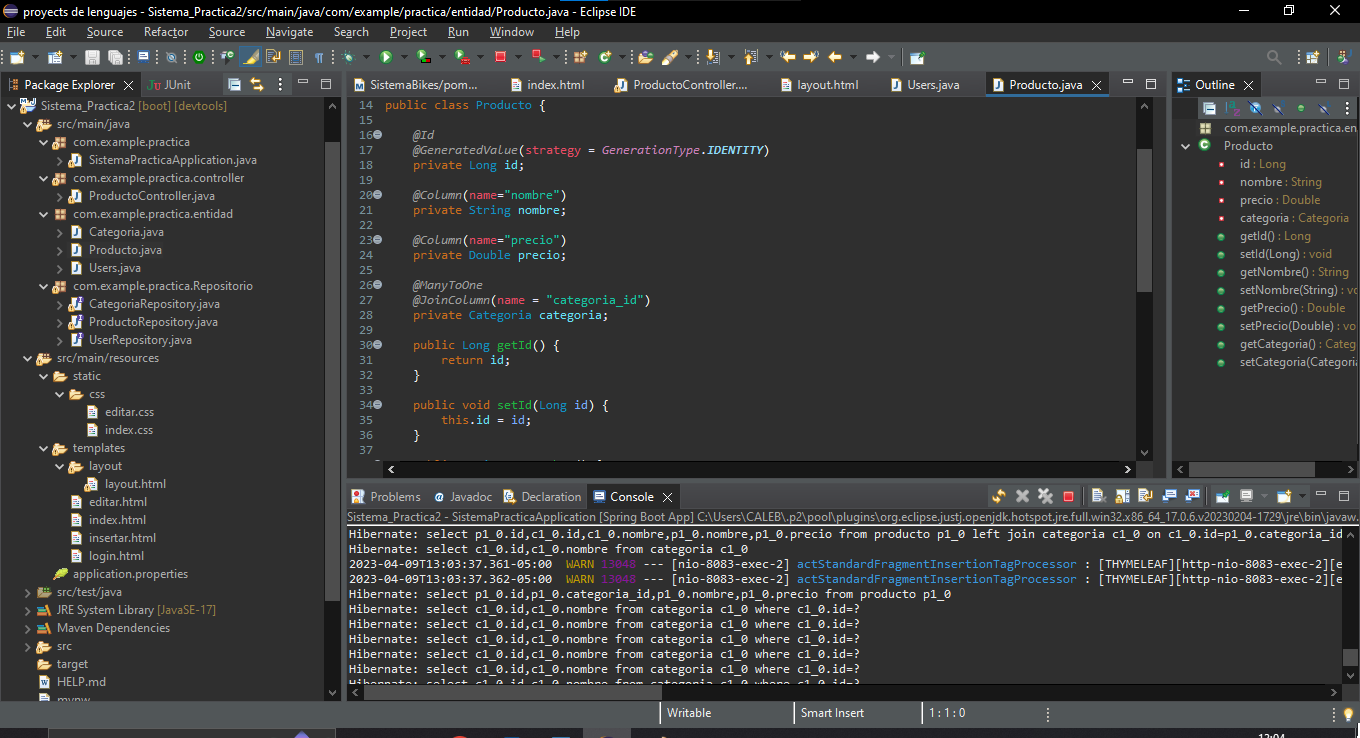 proyects de lenguajes - Sistema_Practica2/src/main/java/com/example/practica/entidad/Producto.java - Eclipse IDE
File Edit Source Refactor Source Navigate Search Project Run Window Help
Package Explorer
JUnit
Sistema_Practica2 [boot] [devtools]
src/main/java
com.example.practica
SistemaPracticaApplication.java
com.example.practica.controller
ProductoController.java
com.example.practica.entidad
Categoria.java
Producto.java
Users.java
com.example.practica.Repositorio
CategoriaRepository.java
ProductoRepository.java
UserRepository.java
src/main/resources
static
css
editar.css
index.css
templates
layout
layout.html
editar.html
index.html
insertar.html
login.html
application.properties
src/test/java
JRE System Library [JavaSE-17]
Maven Dependencies
src
target
HELP.md
mvnw
SistemaBikes/pom... index.html ProductoController.... layout.html Users.java Producto.java
14 public class Producto {
15
16 @Id
17 @GeneratedValue(strategy = GenerationType.IDENTITY)
18 private Long id;
19
20 @Column(name="nombre")
21 private String nombre;
22
23 @Column(name="precio")
24 private Double precio;
25
26 @ManyToOne
27 @JoinColumn(name = "categoria_id")
28 private Categoria categoria;
29
30 public Long getId() {
31 return id;
32 }
33
34 public void setId(Long id) {
35 this.id = id;
36 }
37
Outline
com.example.practica.en
Producto
id : Long
nombre : String
precio : Double
categoria : Categoria
getId() : Long
setId(Long) : void
getNombre() : String
setNombre(String) : vo
getPrecio() : Double
setPrecio(Double) : vo
getCategoria() : Categ
setCategoria(Categoria
Problems Javadoc Declaration Console
Sistema_Practica2 - SistemaPracticaApplication [Spring Boot App] C:\Users\CALEB\.p2\pool\plugins\org.eclipse.justj.openjdk.hotspot.jre.full.win32.x86_64_17.0.6.v20230204-1729\jre\bin\javaw.
Hibernate: select p1_0.id,c1_0.id,c1_0.nombre,p1_0.nombre,p1_0.precio from producto p1_0 left join categoria c1_0 on c1_0.id=p1_0.categoria_id
Hibernate: select c1_0.id,c1_0.nombre from categoria c1_0
2023-04-09T13:03:37.361-05:00 WARN 13048 --- [nio-8083-exec-2] actStandardFragmentInsertionTagProcessor : [THYMELEAF][http-nio-8083-exec-2][e
2023-04-09T13:03:37.362-05:00 WARN 13048 --- [nio-8083-exec-2] actStandardFragmentInsertionTagProcessor : [THYMELEAF][http-nio-8083-exec-2][e
Hibernate: select p1_0.id,p1_0.categoria_id,p1_0.nombre,p1_0.precio from producto p1_0
Hibernate: select c1_0.id,c1_0.nombre from categoria c1_0 where c1_0.id=?
Hibernate: select c1_0.id,c1_0.nombre from categoria c1_0 where c1_0.id=?
Hibernate: select c1_0.id,c1_0.nombre from categoria c1_0 where c1_0.id=?
Hibernate: select c1_0.id,c1_0.nombre from categoria c1_0 where c1_0.id=?
Hibernate: select c1_0.id,c1_0.nombre from categoria c1_0 where c1_0.id=?
Hibernate: select c1_0.id,c1_0.nombre from categoria c1_0 where c1_0.id=?
Writable Smart Insert 1 : 1 : 0